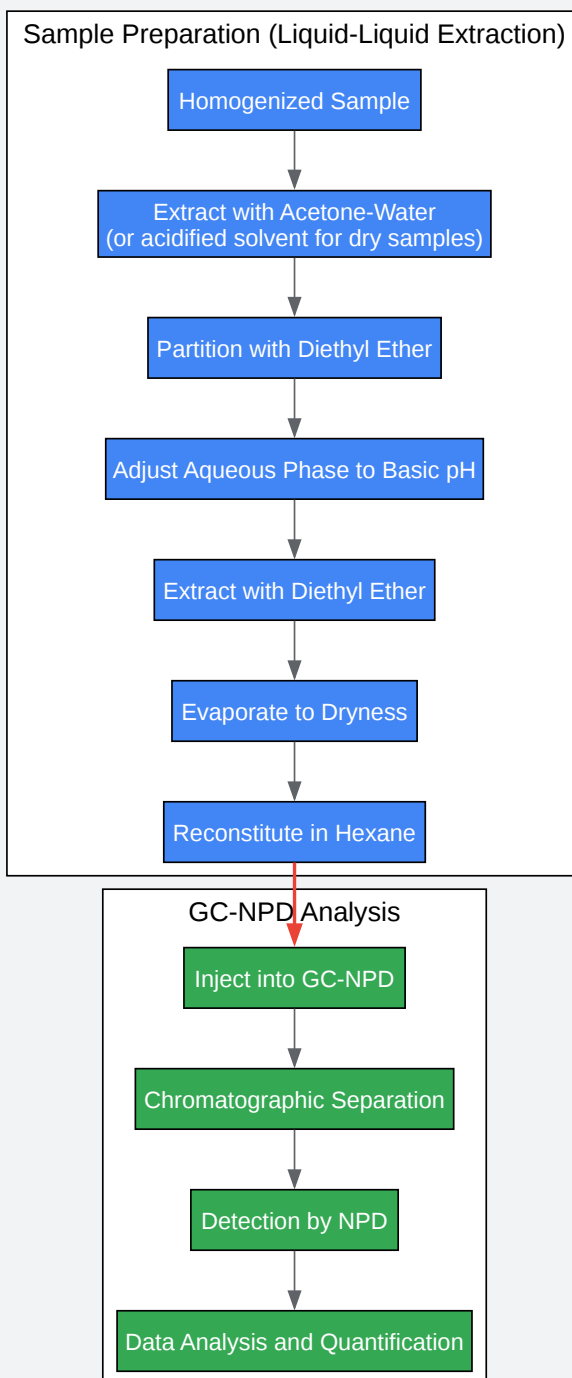 Sample Preparation (Liquid-Liquid Extraction)
Homogenized Sample
Extract with Acetone-Water
(or acidified solvent for dry samples)
Partition with Diethyl Ether
Adjust Aqueous Phase to Basic pH
Extract with Diethyl Ether
Evaporate to Dryness
Reconstitute in Hexane
GC-NPD Analysis
Inject into GC-NPD
Chromatographic Separation
Detection by NPD
Data Analysis and Quantification